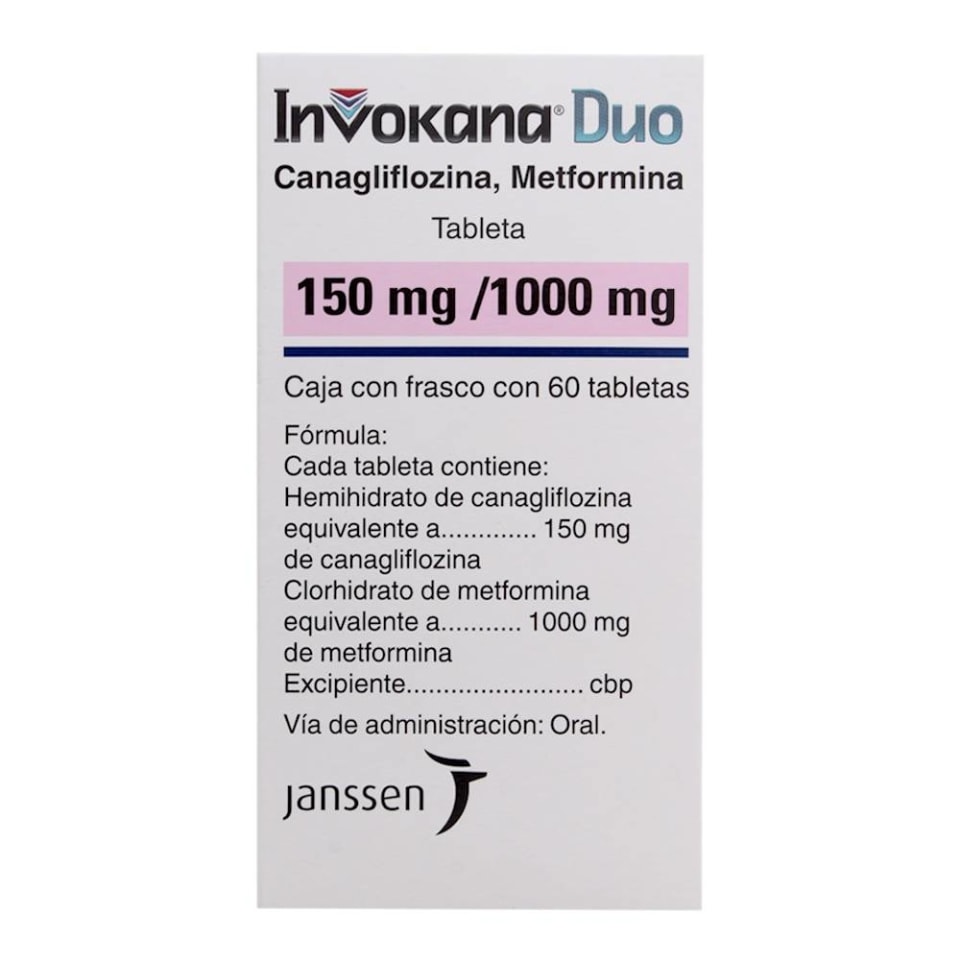 Invokana® Duo
Canagliflozina, Metformina
Tableta
150 mg /1000 mg
Caja con frasco con 60 tabletas
Fórmula:
Cada tableta contiene:
Hemihidrato de canagliflozina
equivalente a............. 150 mg
de canagliflozina
Clorhidrato de metformina
equivalente a........... 1000 mg
de metformina
Excipiente........................ cbp
Vía de administración: Oral.
janssen